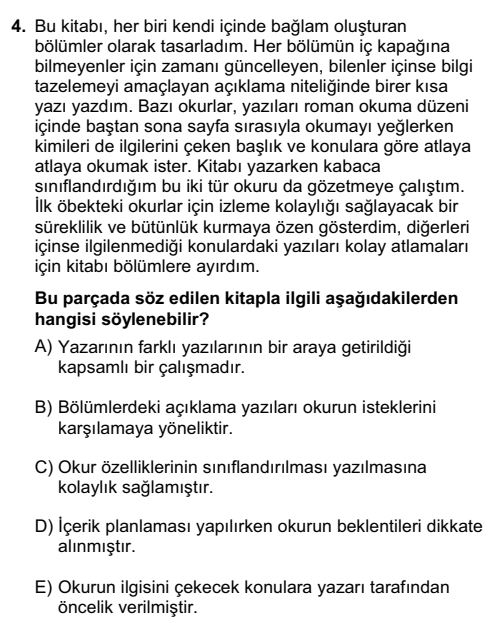 4. Bu kitabı, her biri kendi içinde bağlam oluşturan
bölümler olarak tasarladım. Her bölümün iç kapağına
bilmeyenler için zamanı güncelleyen, bilenler içinse bilgi
tazelemeyi amaçlayan açıklama niteliğinde birer kısa
yazı yazdım. Bazı okurlar, yazıları roman okuma düzeni
içinde baştan sona sayfa sırasıyla okumayı yeğlerken
kimileri de ilgilerini çeken başlık ve konulara göre atlaya
atlaya okumak ister. Kitabı yazarken kabaca
sınıflandırdığım bu iki tür okuru da gözetmeye çalıştım.
İlk öbekteki okurlar için izleme kolaylığı sağlayacak bir
süreklilik ve bütünlük kurmaya özen gösterdim, diğerleri
içinse ilgilenmediği konulardaki yazıları kolay atlamaları
için kitabı bölümlere ayırdım.
Bu parçada söz edilen kitapla ilgili aşağıdakilerden
hangisi söylenebilir?
A) Yazarının farklı yazılarının bir araya getirildiği
kapsamlı bir çalışmadır.
B) Bölümlerdeki açıklama yazıları okurun isteklerini
karşılamaya yöneliktir.
C) Okur özelliklerinin sınıflandırılması yazılmasına
kolaylık sağlamıştır.
D) İçerik planlaması yapılırken okurun beklentileri dikkate
alınmıştır.
E) Okurun ilgisini çekecek konulara yazarı tarafından
öncelik verilmiştir.